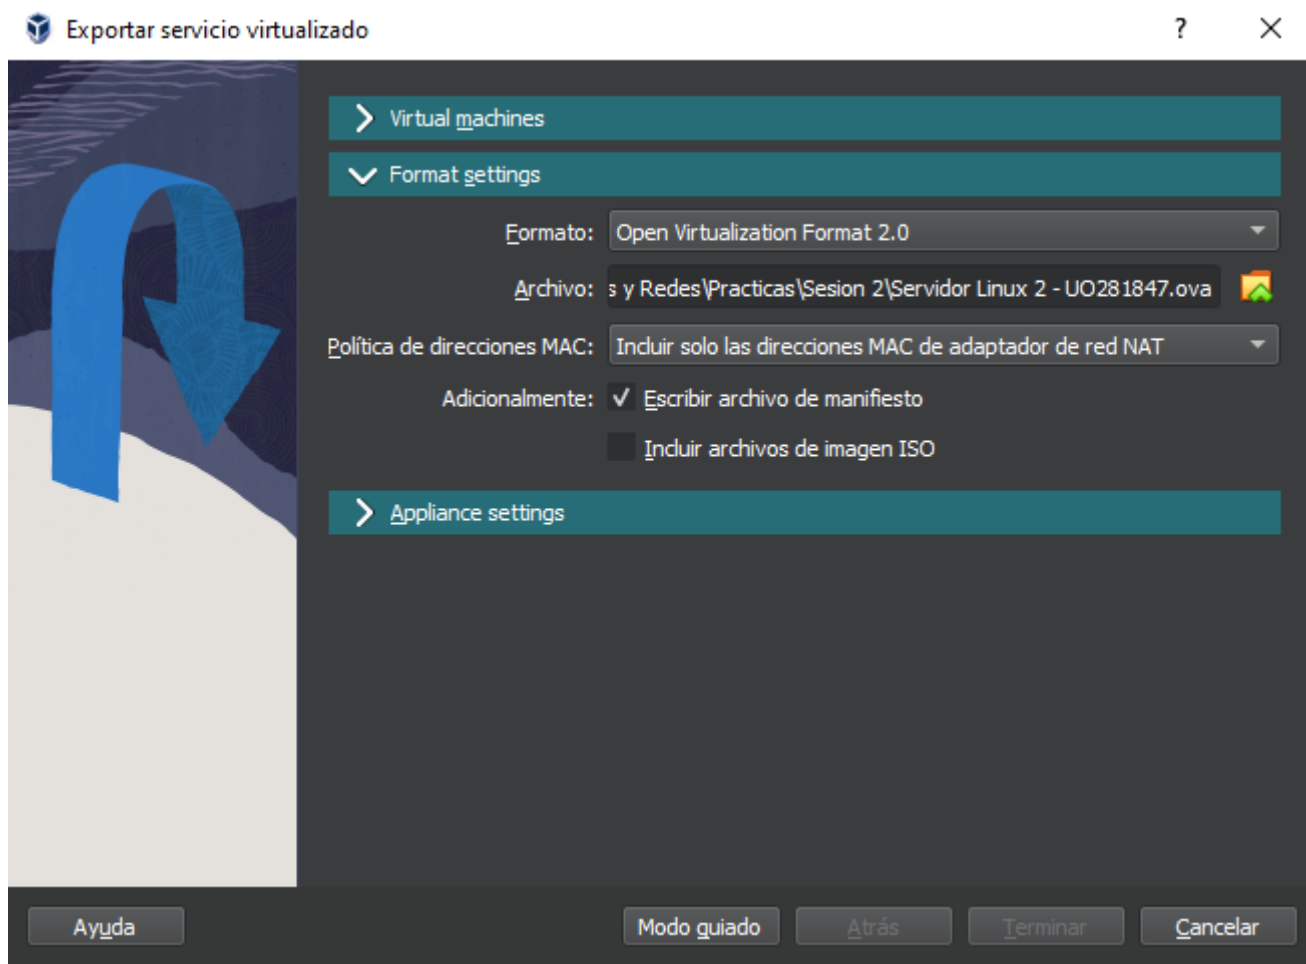 Exportar servicio virtualizado ?
Virtual machines
Format settings
Formato: Open Virtualization Format 2.0
Archivo: s y Redes\Practicas\Sesion 2\Servidor Linux 2 - UO281847.ova
Política de direcciones MAC: Incluir solo las direcciones MAC de adaptador de red NAT
Adicionalmente: Escribir archivo de manifiesto
Incluir archivos de imagen ISO
Appliance settings
Ayuda Modo guiado Atrás Terminar Cancelar